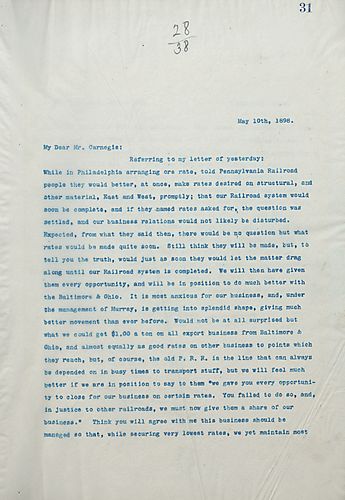 31
28
38
May 10th, 1898.
My Dear Mr. Carnegie:
Referring to my letter of yesterday:
While in Philadelphia arranging ore rate, told Pennsylvania Railroad
people they would better, at once, make rates desired on structural, and
other material, East and West, promptly; that our Railroad system would
soon be complete, and if they named rates asked for, the question was
settled, and our business relations would not likely be disturbed.
Expected, from what they said then, there would be no question but what
rates would be made quite soon. Still think they will be made, but, to
tell you the truth, would just as soon they would let the matter drag
along until our Railroad system is completed. We will then have given
them every opportunity, and will be in position to do much better with
the Baltimore & Ohio. It is most anxious for our business, and, under
the management of Murray, is getting into splendid shape, giving much
better movement than ever before. Would not be at all surprised but
what we could get $1.00 a ton on all export business from Baltimore &
Ohio, and almost equally as good rates on other business to points which
they reach, but, of course, the old P. R. R. is the line that can always
be depended on in busy times to transport stuff, but we will feel much
better if we are in position to say to them "we gave you every opportuni-
ty to close for our business on certain rates. You failed to do so, and,
in justice to other railroads, we must now give them a share of our
business." Think you will agree with me this business should be
managed so that, while securing very lowest rates, we yet maintain most